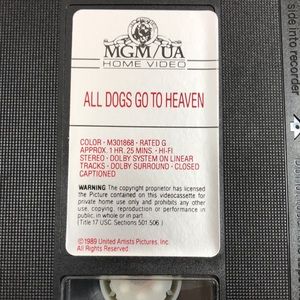 MGM/UA
HOME VIDEO
ALL DOGS GO TO HEAVEN
COLOR · M301868 · RATED G
APPROX. 1 HR. 25 MINS. · HI-FI
STEREO · DOLBY SYSTEM ON LINEAR
TRACKS · DOLBY SURROUND · CLOSED
CAPTIONED
WARNING The copyright proprietor has licensed
the Picture contained on this videocassette for
private home use only and prohibits any other
use, copying, reproduction or performance in
public, in whole or in part.
(Title 17 USC. Sections 501 506.)
©1989 United Artists Pictures, Inc.
All Rights Reserved.
side into recorder